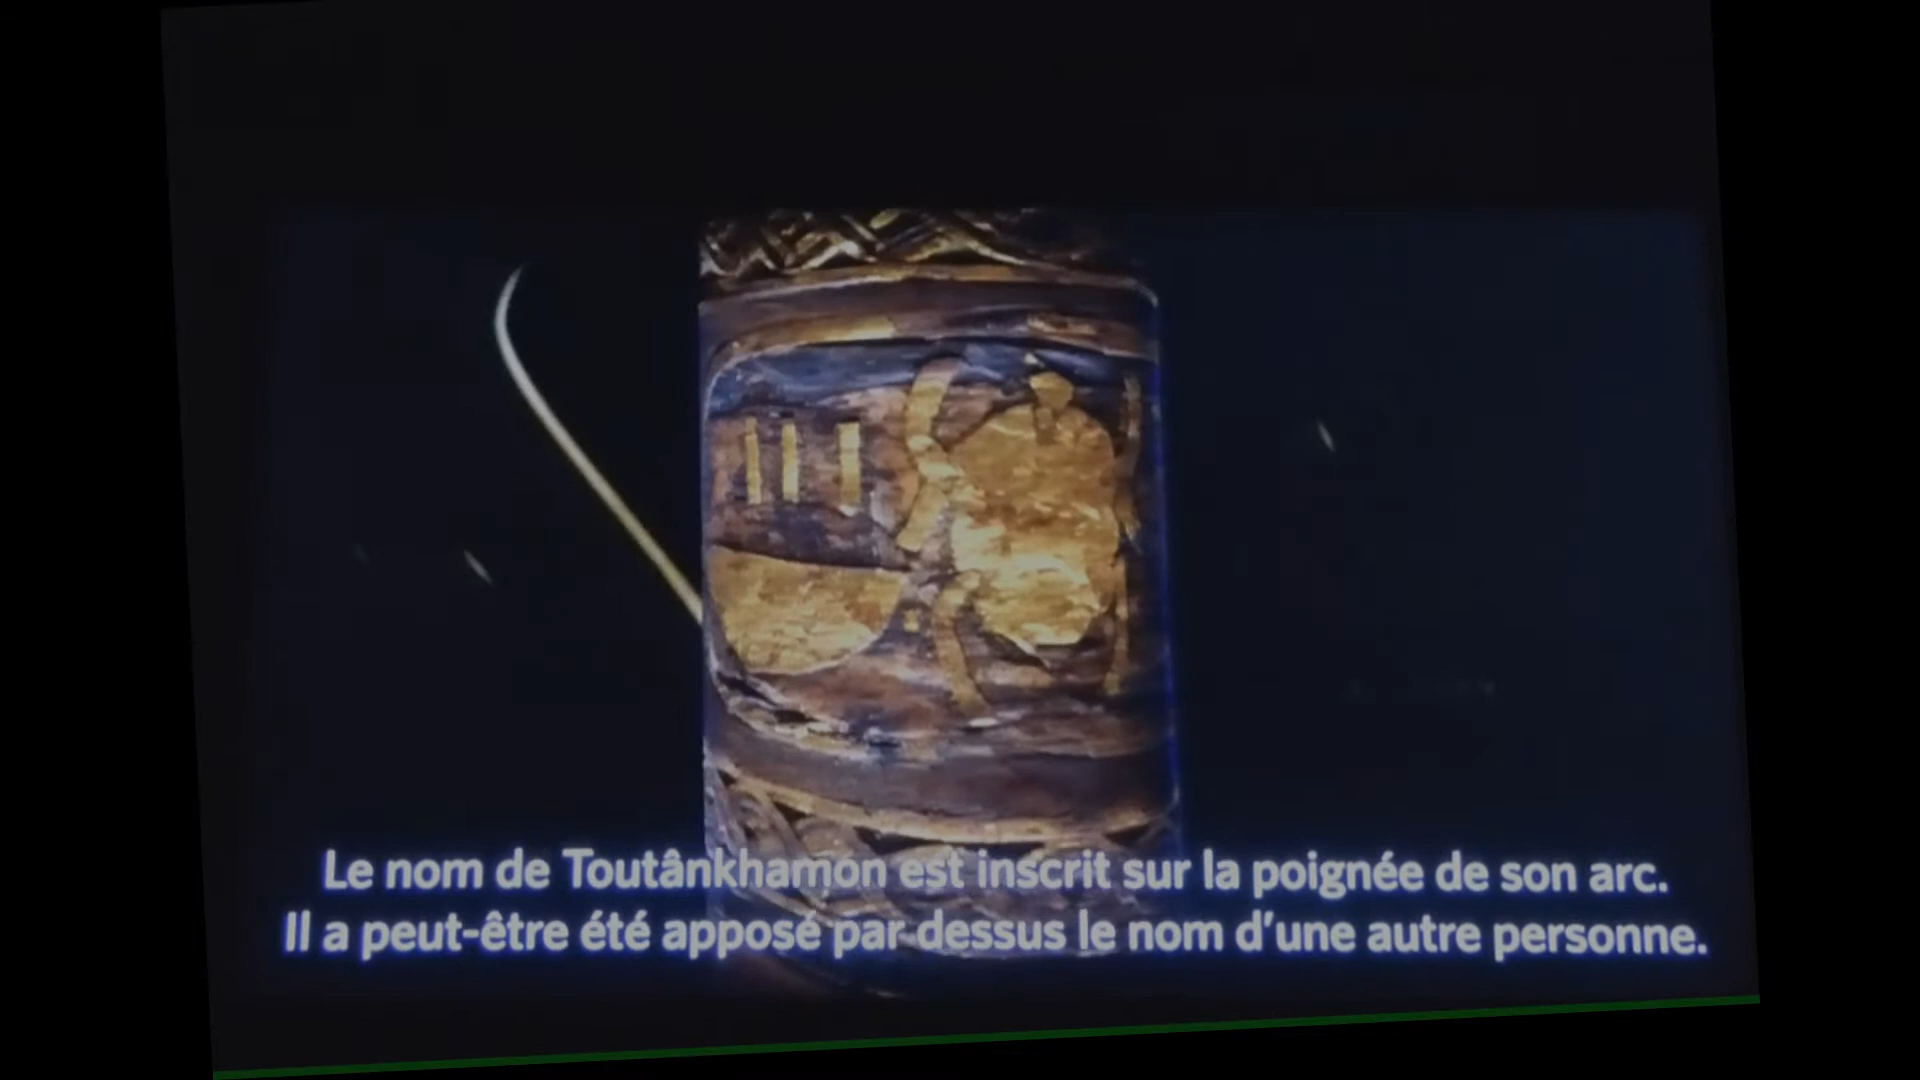 Le nom de Toutânkhamon est inscrit sur la poignée de son arc.
Il a peut-être été apposé par dessus le nom d'une autre personne.